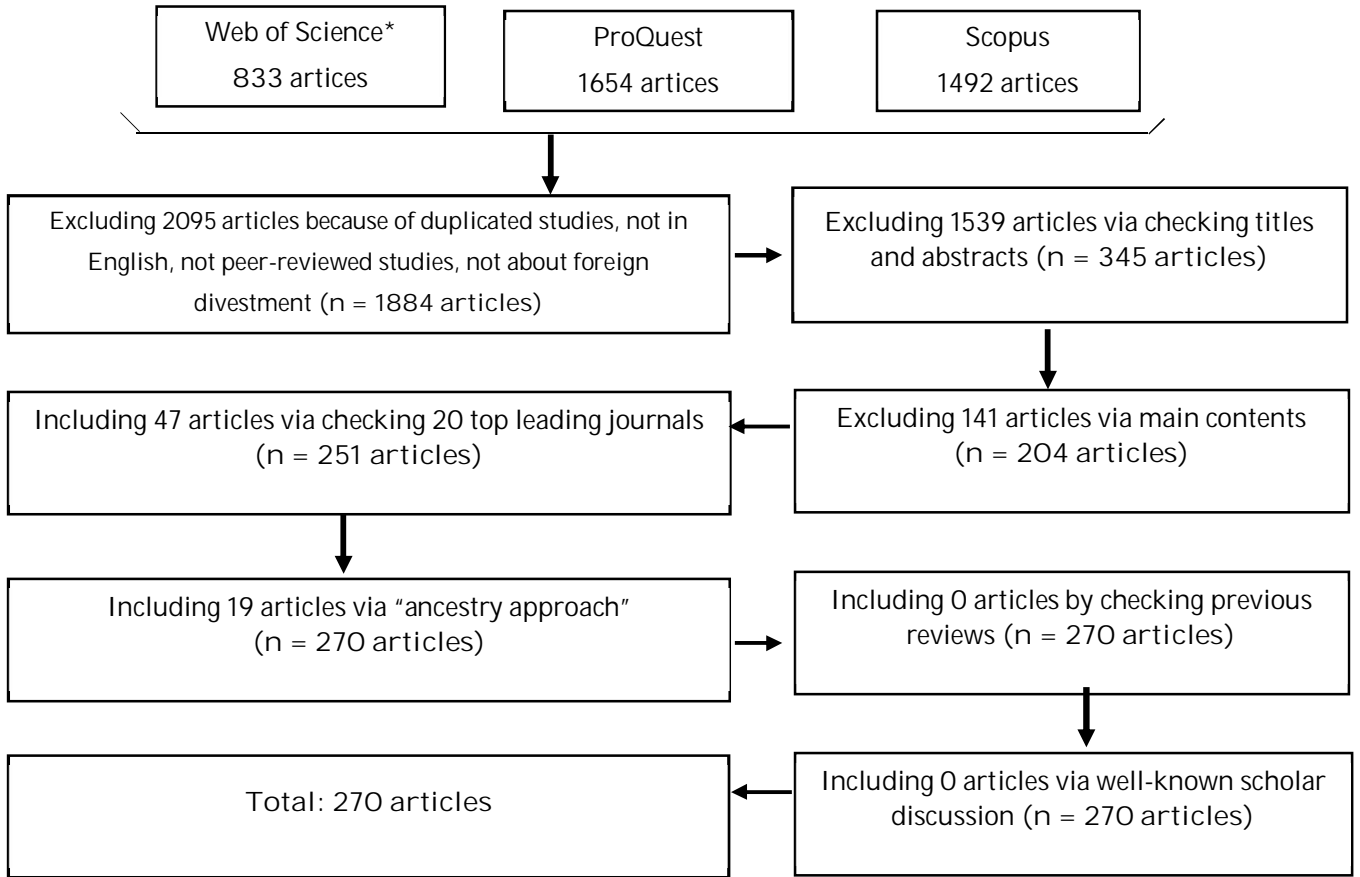 Web of Science*
833 artices
ProQuest
1654 artices
Scopus
1492 artices
Excluding 2095 articles because of duplicated studies, not in
English, not peer-reviewed studies, not about foreign
divestment (n = 1884 articles)
Excluding 1539 articles via checking titles
and abstracts (n = 345 articles)
Excluding 141 articles via main contents
(n = 204 articles)
Including 47 articles via checking 20 top leading journals
(n = 251 articles)
Including 19 articles via “ancestry approach”
(n = 270 articles)
Including 0 articles by checking previous
reviews (n = 270 articles)
Including 0 articles via well-known scholar
discussion (n = 270 articles)
Total: 270 articles